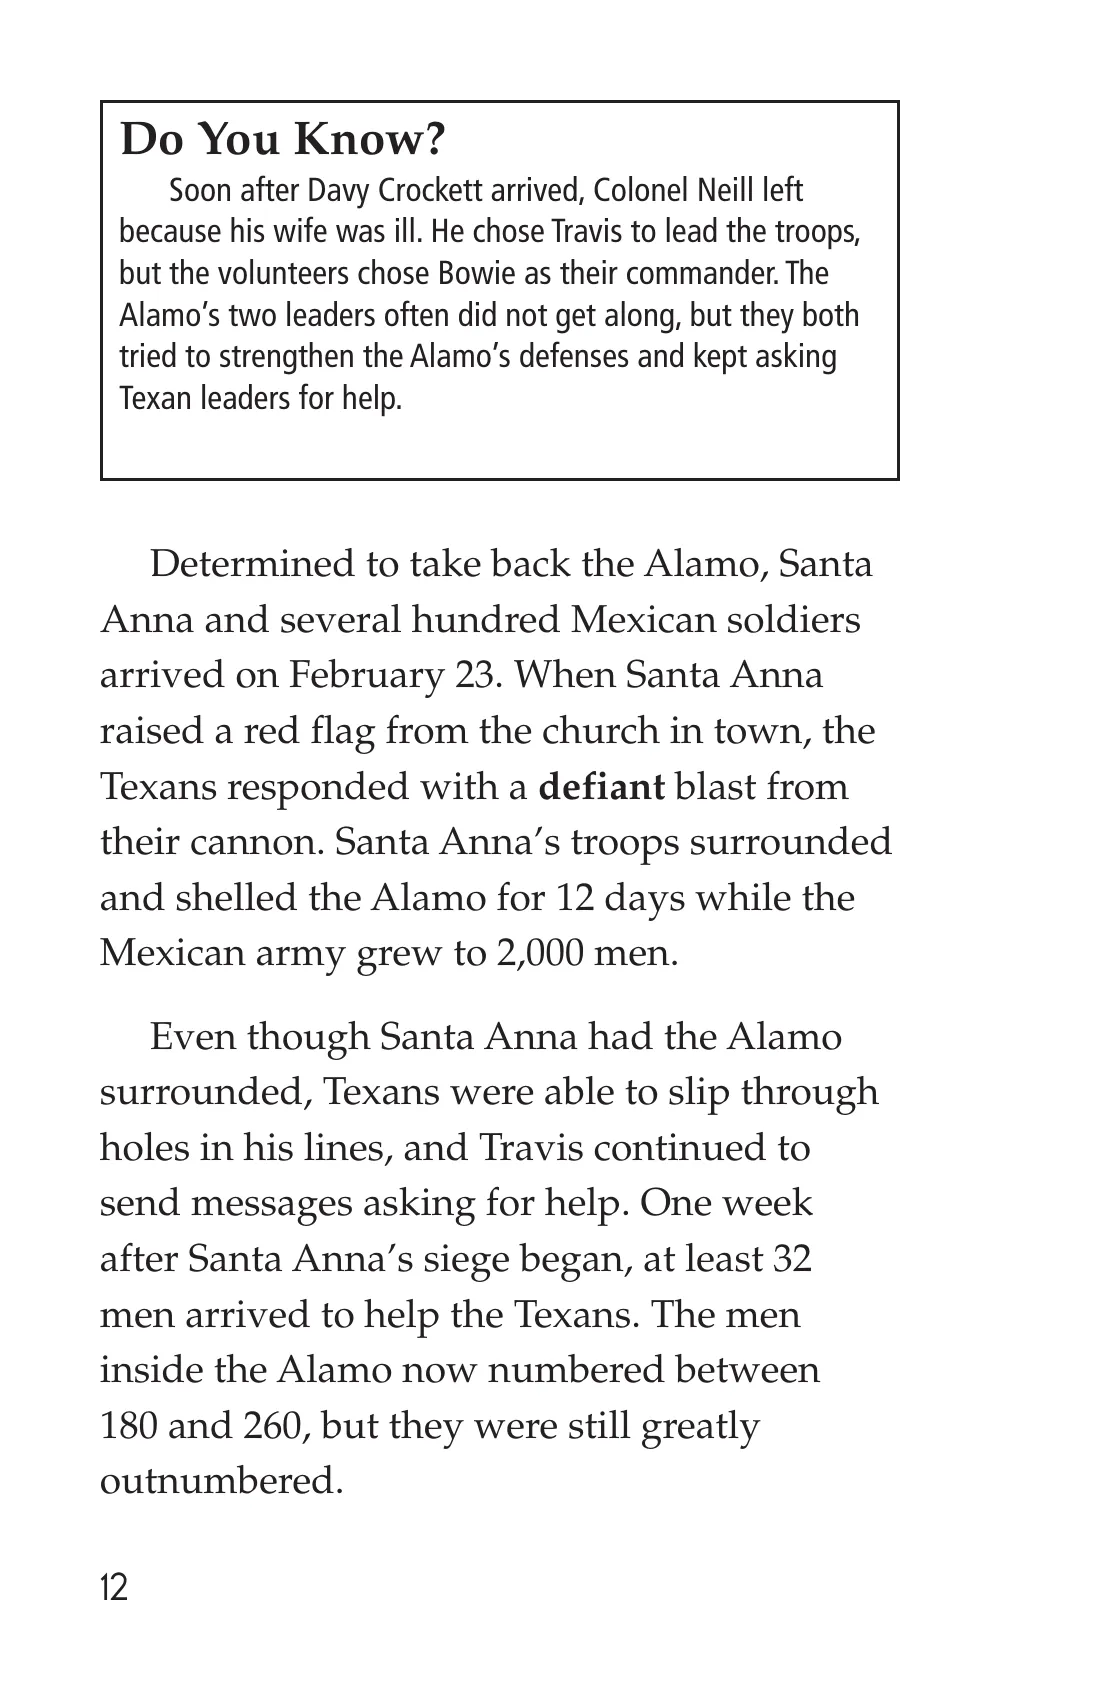 Do You Know?
Soon after Davy Crockett arrived, Colonel Neill left
because his wife was ill. He chose Travis to lead the troops,
but the volunteers chose Bowie as their commander. The
Alamo’s two leaders often did not get along, but they both
tried to strengthen the Alamo’s defenses and kept asking
Texan leaders for help.
Determined to take back the Alamo, Santa
Anna and several hundred Mexican soldiers
arrived on February 23. When Santa Anna
raised a red flag from the church in town, the
Texans responded with a defiant blast from
their cannon. Santa Anna’s troops surrounded
and shelled the Alamo for 12 days while the
Mexican army grew to 2,000 men.
Even though Santa Anna had the Alamo
surrounded, Texans were able to slip through
holes in his lines, and Travis continued to
send messages asking for help. One week
after Santa Anna’s siege began, at least 32
men arrived to help the Texans. The men
inside the Alamo now numbered between
180 and 260, but they were still greatly
outnumbered.
12